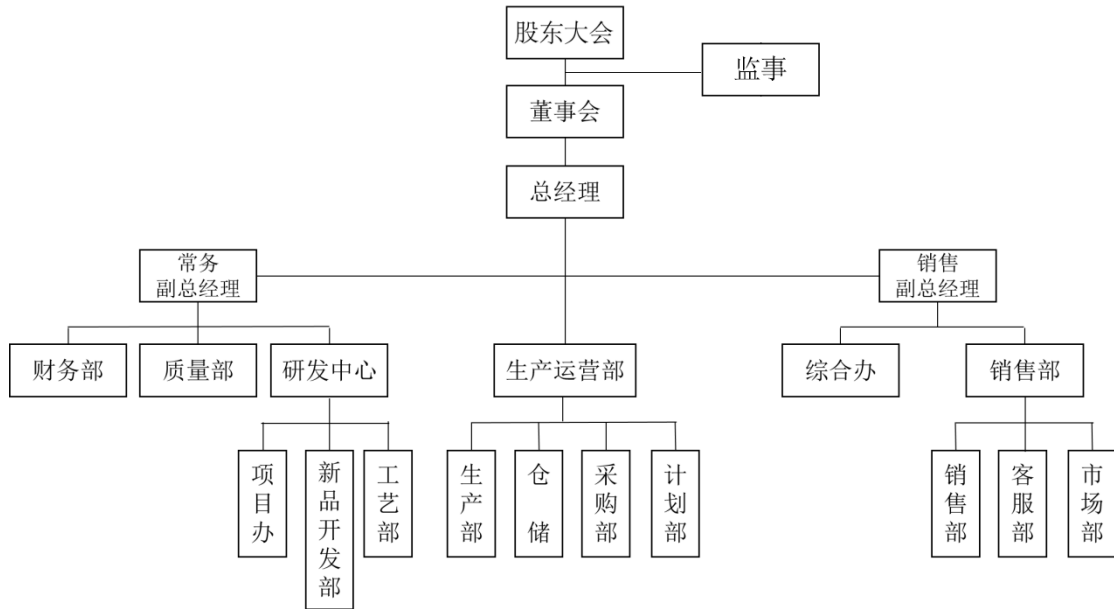 股东大会
监事
董事会
总经理
常务
副总经理
销售
副总经理
财务部
质量部
研发中心
生产运营部
综合办
销售部
项目办
新品开发部
工艺部
生产部
仓储
采购部
计划部
销售部
客服部
市场部